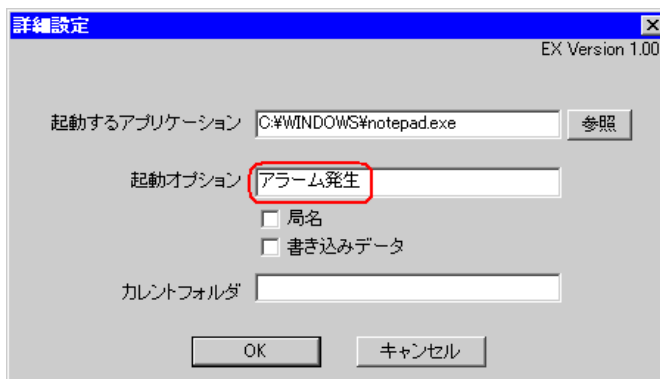 詳細設定
EX Version 1.00
起動するアプリケーション C:¥WINDOWS¥notepad.exe 参照
起動オプション アラーム発生
局名
書き込みデータ
カレントフォルダ
OK キャンセル